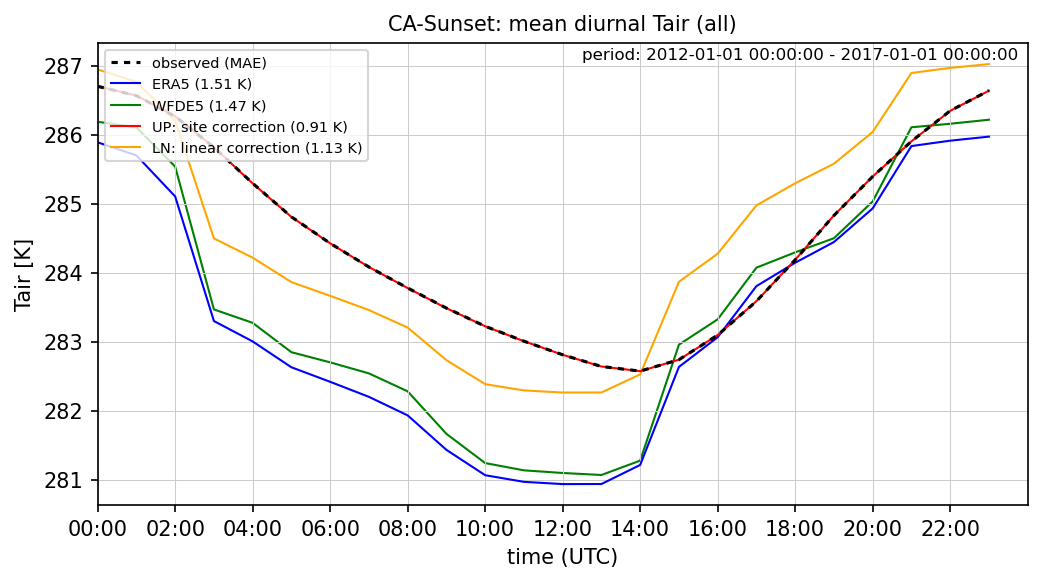 CA-Sunset: mean diurnal Tair (all)
period: 2012-01-01 00:00:00 - 2017-01-01 00:00:00
observed (MAE)
ERA5 (1.51 K)
WFDE5 (1.47 K)
UP: site correction (0.91 K)
LN: linear correction (1.13 K)
Tair [K]
287
286
285
284
283
282
281
00:00 02:00 04:00 06:00 08:00 10:00 12:00 14:00 16:00 18:00 20:00 22:00
time (UTC)